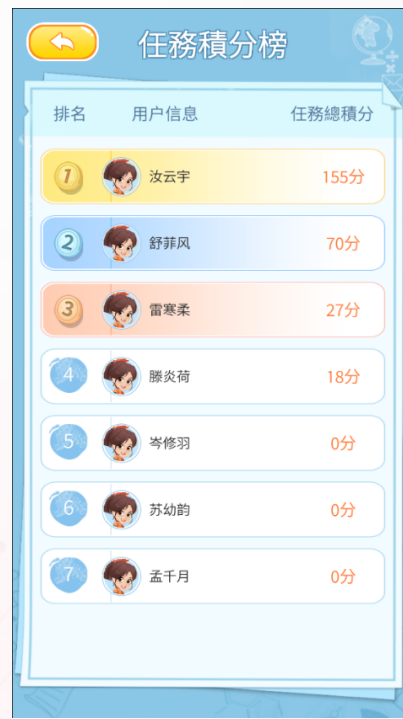 任務積分榜
排名 用户信息 任務總積分
1 汝云宇 155分
2 舒菲风 70分
3 雷寒柔 27分
4 滕炎荷 18分
5 岑修羽 0分
6 苏幼韵 0分
7 孟千月 0分